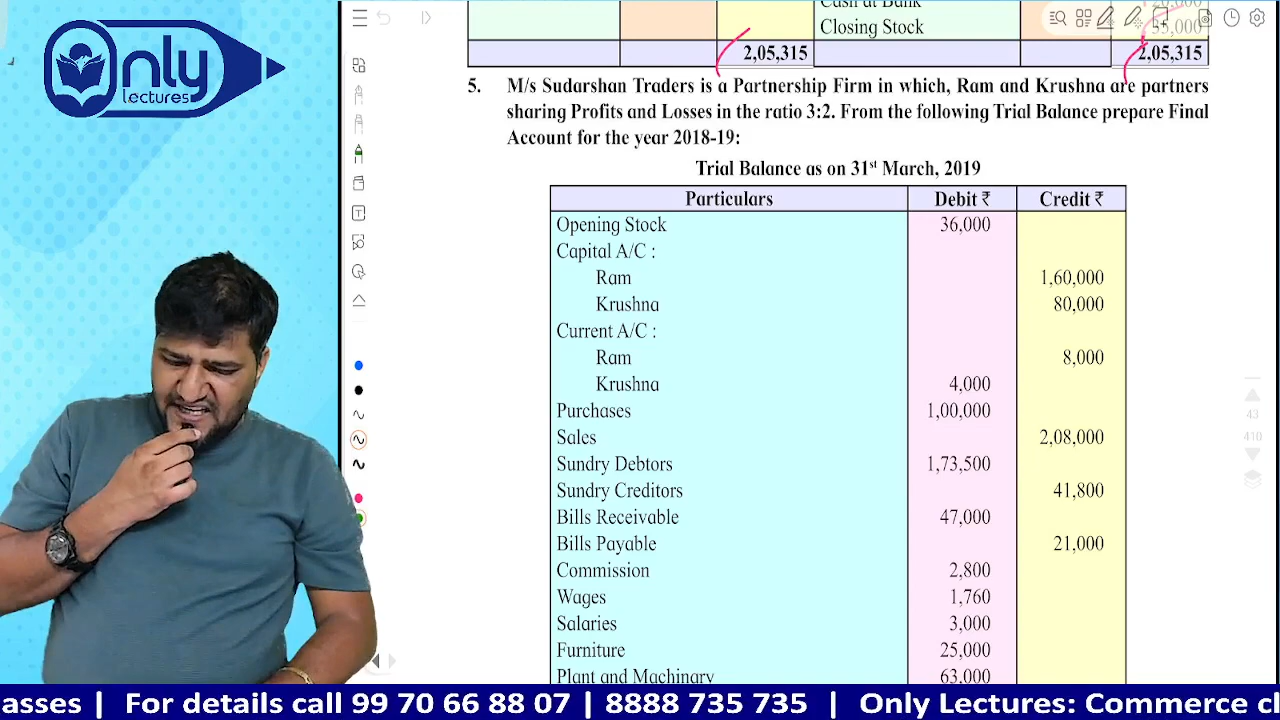 Only
lectures
Cash at Bank 20,000
Closing Stock 55,000
2,05,315 2,05,315
5. M/s Sudarshan Traders is a Partnership Firm in which, Ram and Krushna are partners
sharing Profits and Losses in the ratio 3:2. From the following Trial Balance prepare Final
Account for the year 2018-19:
Trial Balance as on 31st March, 2019
Particulars Debit ₹ Credit ₹
Opening Stock 36,000
Capital A/C :
Ram 1,60,000
Krushna 80,000
Current A/C :
Ram 8,000
Krushna 4,000
Purchases 1,00,000
Sales 2,08,000
Sundry Debtors 1,73,500
Sundry Creditors 41,800
Bills Receivable 47,000
Bills Payable 21,000
Commission 2,800
Wages 1,760
Salaries 3,000
Furniture 25,000
Plant and Machinary 63,000
43
410
asses | For details call 99 70 66 88 07 | 8888 735 735 | Only Lectures: Commerce cl